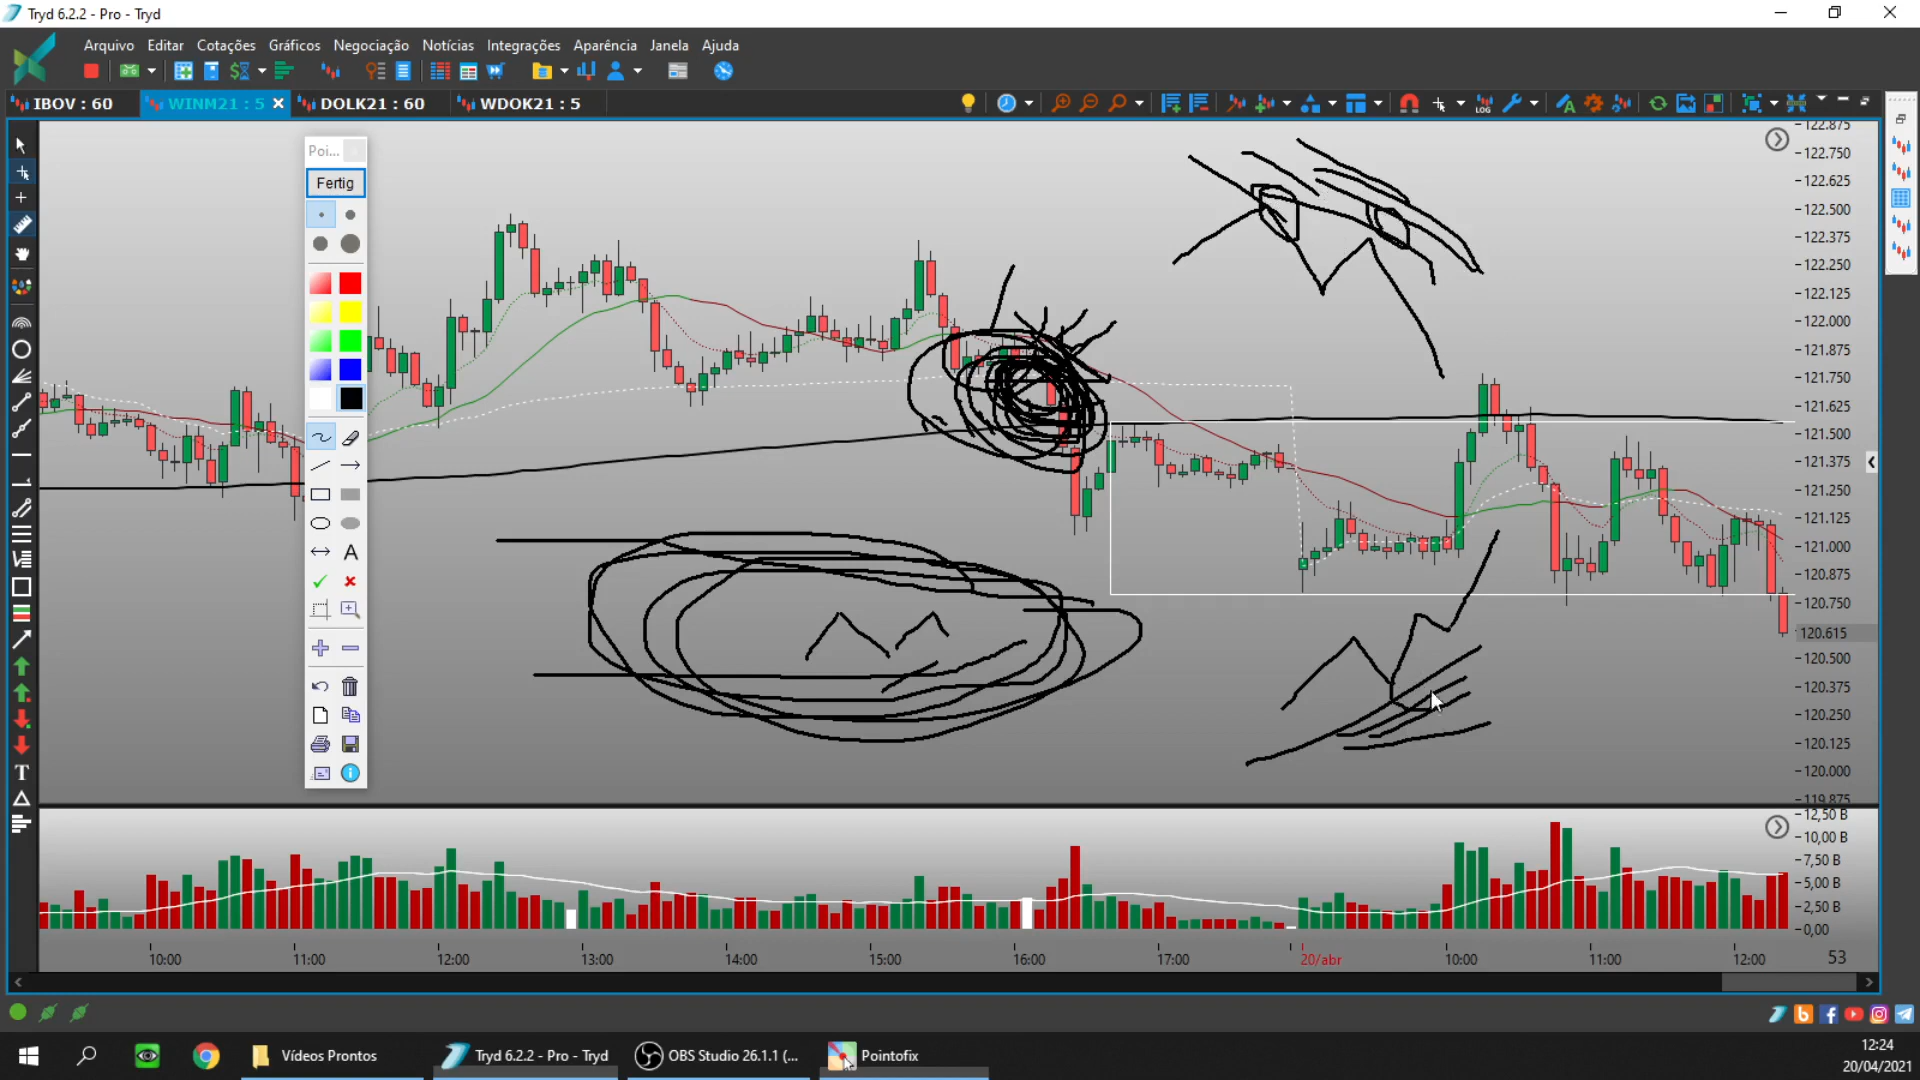 Tryd 6.2.2 - Pro - Tryd
Arquivo Editar Cotações Gráficos Negociação Notícias Integrações Aparência Janela Ajuda
IBOV : 60 WINM21 : 5 DOLK21 : 60 WDOK21 : 5
LOG
Poi...
Fertig
A
T
122.875
122.750
122.625
122.500
122.375
122.250
122.125
122.000
121.875
121.750
121.625
121.500
121.375
121.250
121.125
121.000
120.875
120.750
120.615
120.500
120.375
120.250
120.125
120.000
119.875
12,50 B
10,00 B
7,50 B
5,00 B
2,50 B
0,00
10:00 11:00 12:00 13:00 14:00 15:00 16:00 17:00 20/abr 10:00 11:00 12:00 53
Vídeos Prontos Tryd 6.2.2 - Pro - Tryd OBS Studio 26.1.1 (... Pointofix
12:24
20/04/2021